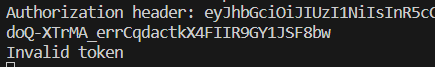 Authorization header: eyJhbGciOiJIUzI1NiIsInR5cC
doQ-XTrMA_errCqdactkX4FIIR9GY1JSF8bw
Invalid token